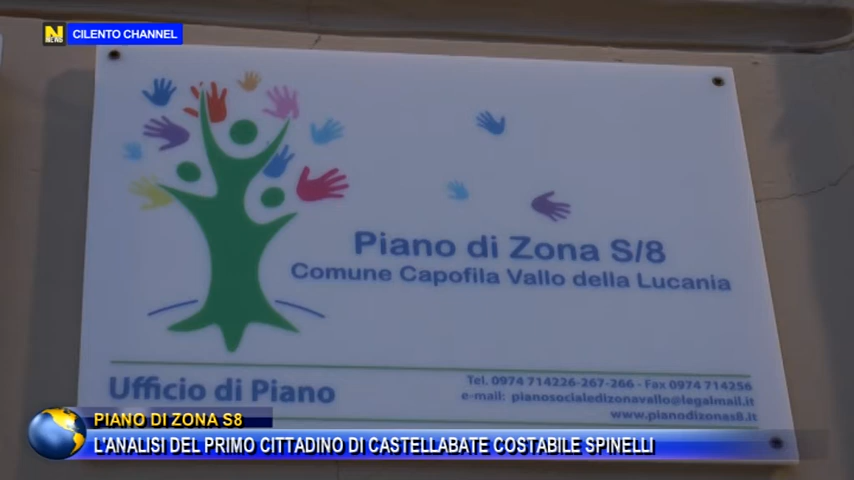 N
NEWS
CILENTO CHANNEL
Piano di Zona S/8
Comune Capofila Vallo della Lucania
Ufficio di Piano
Tel. 0974 714226-267-266 - Fax 0974 714256
e-mail: pianosocialedizonavallo@legalmail.it
www.pianodizonas8.it
PIANO DI ZONA S8
L'ANALISI DEL PRIMO CITTADINO DI CASTELLABATE COSTABILE SPINELLI